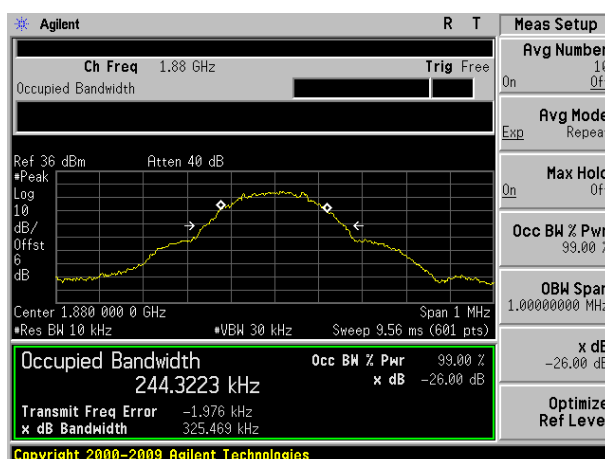 Agilent R T Meas Setup
Ch Freq 1.88 GHz Trig Free
Occupied Bandwidth
Avg Number
10
On Off
Avg Mode
Exp Repeat
Max Hold
On Off
Occ BW % Pwr
99.00 %
OBW Span
1.00000000 MHz
x dB
-26.00 dB
Optimize
Ref Level
Ref 36 dBm Atten 40 dB
#Peak
Log
10
dB/
Offst
6
dB
Center 1.880 000 0 GHz Span 1 MHz
#Res BW 10 kHz #VBW 30 kHz Sweep 9.56 ms (601 pts)
Occupied Bandwidth Occ BW % Pwr 99.00 %
244.3223 kHz x dB -26.00 dB
Transmit Freq Error -1.976 kHz
x dB Bandwidth 325.469 kHz
Copyright 2000-2009 Agilent Technologies